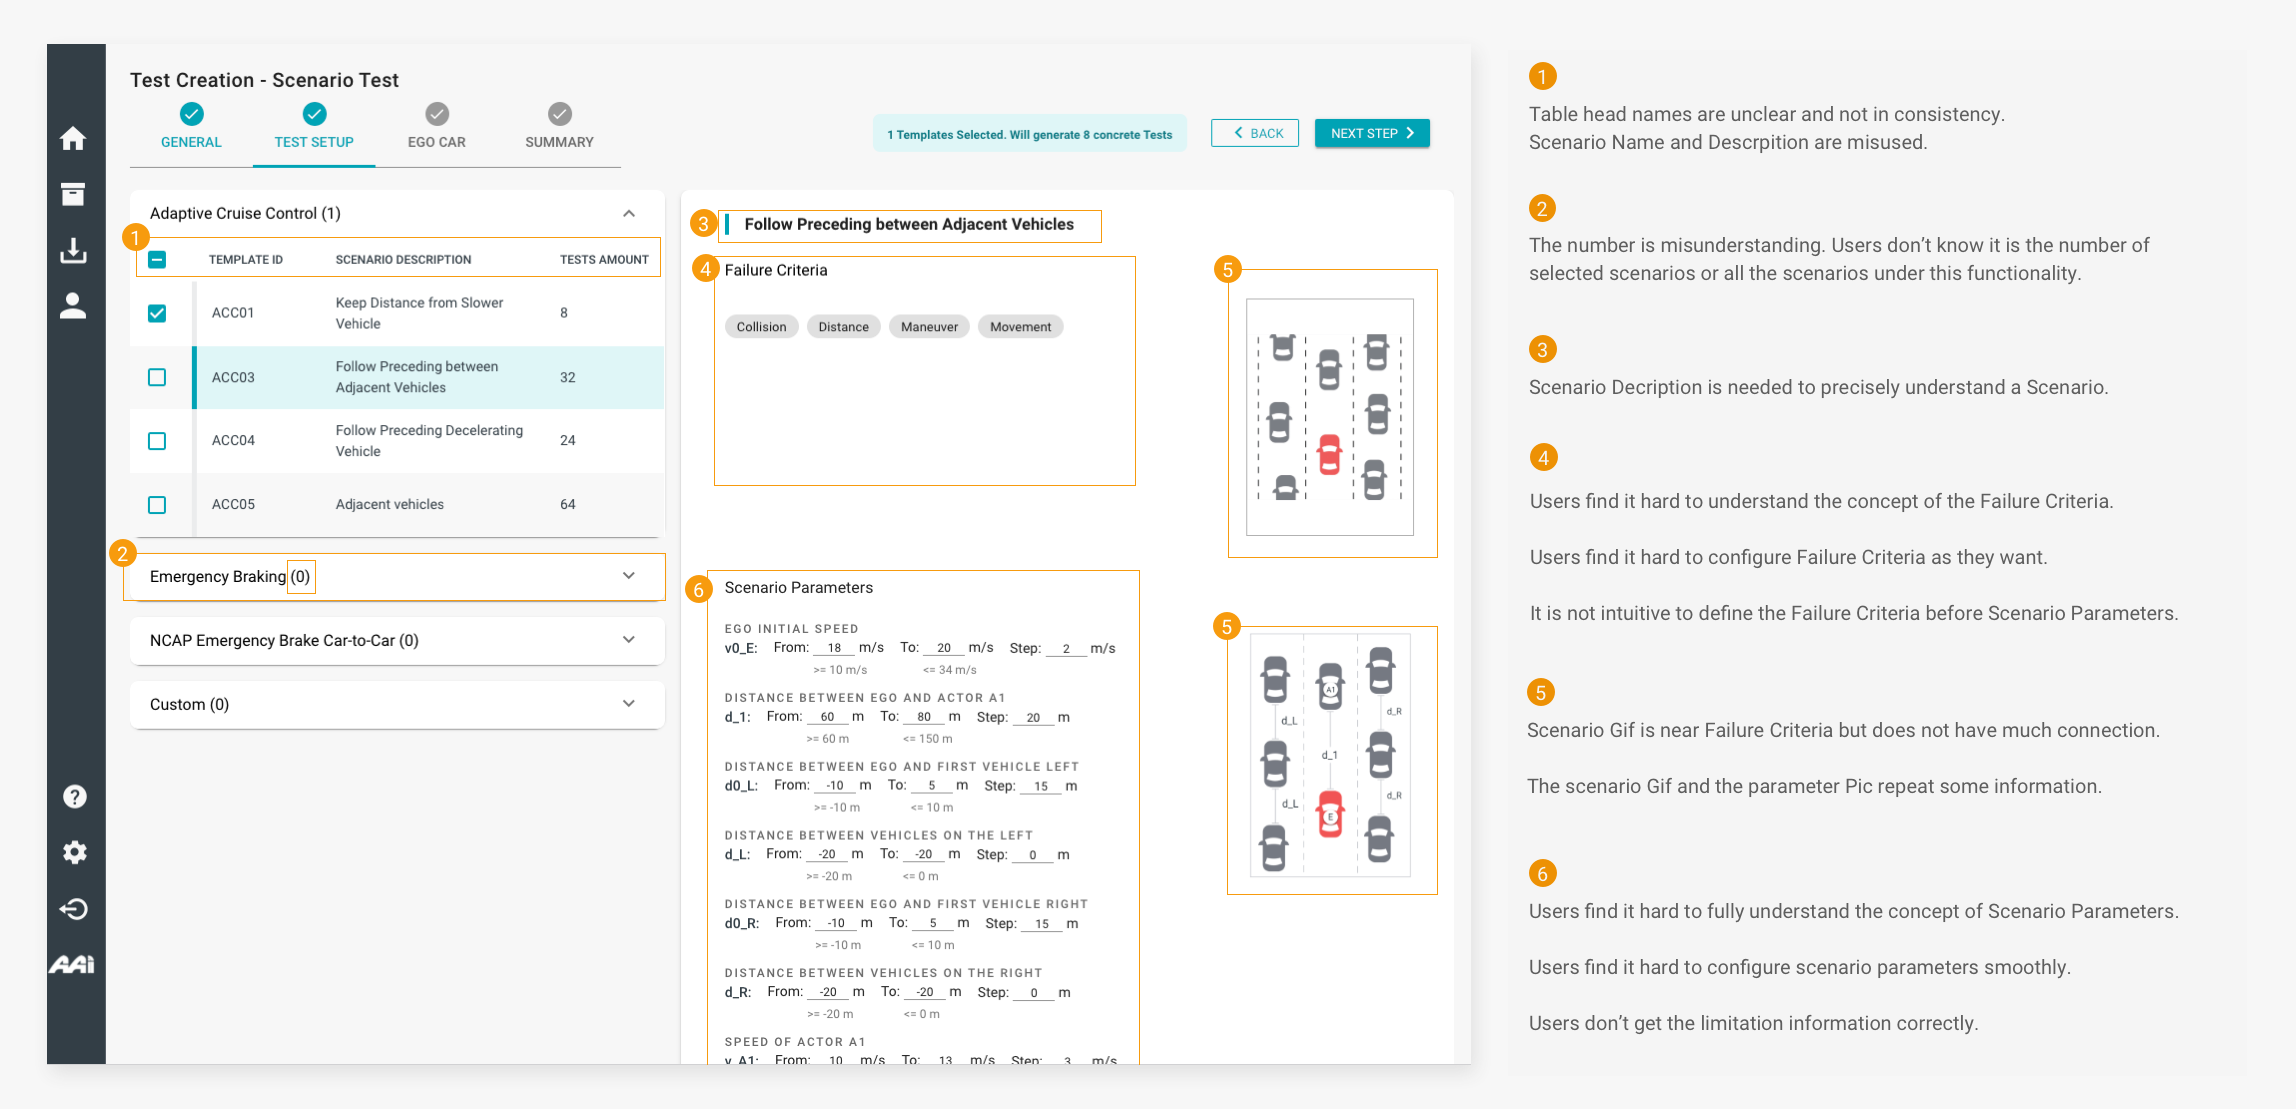 Test Creation - Scenario Test
GENERAL
TEST SETUP
EGO CAR
SUMMARY
1 Templates Selected. Will generate 8 concrete Tests
BACK
NEXT STEP
Adaptive Cruise Control (1)
1
TEMPLATE ID SCENARIO DESCRIPTION TESTS AMOUNT
ACC01 Keep Distance from Slower Vehicle 8
ACC03 Follow Preceding between Adjacent Vehicles 32
ACC04 Follow Preceding Decelerating Vehicle 24
ACC05 Adjacent vehicles 64
2
Emergency Braking (0)
NCAP Emergency Brake Car-to-Car (0)
Custom (0)
AAi
3
Follow Preceding between Adjacent Vehicles
4
Failure Criteria
Collision Distance Maneuver Movement
5
6
Scenario Parameters
EGO INITIAL SPEED
v0_E: From: 18 m/s To: 20 m/s Step: 2 m/s
>= 10 m/s <= 34 m/s
DISTANCE BETWEEN EGO AND ACTOR A1
d_1: From: 60 m To: 80 m Step: 20 m
>= 60 m <= 150 m
DISTANCE BETWEEN EGO AND FIRST VEHICLE LEFT
d0_L: From: -10 m To: 5 m Step: 15 m
>= -10 m <= 10 m
DISTANCE BETWEEN VEHICLES ON THE LEFT
d_L: From: -20 m To: -20 m Step: 0 m
>= -20 m <= 0 m
DISTANCE BETWEEN EGO AND FIRST VEHICLE RIGHT
d0_R: From: -10 m To: 5 m Step: 15 m
>= -10 m <= 10 m
DISTANCE BETWEEN VEHICLES ON THE RIGHT
d_R: From: -20 m To: -20 m Step: 0 m
>= -20 m <= 0 m
SPEED OF ACTOR A1
v_A1: From: 10 m/s To: 13 m/s Step: 3 m/s
5
A1
d_L
d_R
d_1
d_L
d_R
E
1
Table head names are unclear and not in consistency.
Scenario Name and Descrpition are misused.
2
The number is misunderstanding. Users don’t know it is the number of
selected scenarios or all the scenarios under this functionality.
3
Scenario Decription is needed to precisely understand a Scenario.
4
Users find it hard to understand the concept of the Failure Criteria.
Users find it hard to configure Failure Criteria as they want.
It is not intuitive to define the Failure Criteria before Scenario Parameters.
5
Scenario Gif is near Failure Criteria but does not have much connection.
The scenario Gif and the parameter Pic repeat some information.
6
Users find it hard to fully understand the concept of Scenario Parameters.
Users find it hard to configure scenario parameters smoothly.
Users don’t get the limitation information correctly.